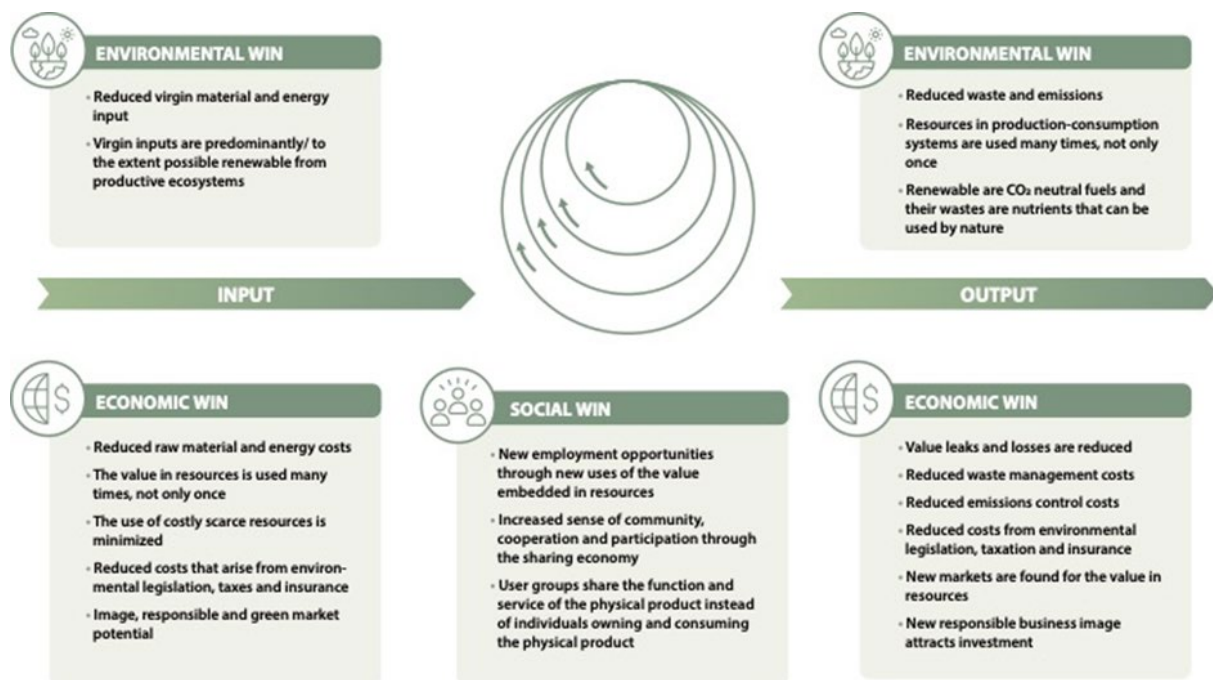 ENVIRONMENTAL WIN
• Reduced virgin material and energy
input
• Virgin inputs are predominantly/ to
the extent possible renewable from
productive ecosystems
ENVIRONMENTAL WIN
• Reduced waste and emissions
• Resources in production-consumption
systems are used many times, not only
once
• Renewable are CO₂ neutral fuels and
their wastes are nutrients that can be
used by nature
INPUT
OUTPUT
ECONOMIC WIN
• Reduced raw material and energy costs
• The value in resources is used many
times, not only once
• The use of costly scarce resources is
minimized
• Reduced costs that arise from environ-
mental legislation, taxes and insurance
• Image, responsible and green market
potential
SOCIAL WIN
• New employment opportunities
through new uses of the value
embedded in resources
• Increased sense of community,
cooperation and participation through
the sharing economy
• User groups share the function and
service of the physical product instead
of individuals owning and consuming
the physical product
ECONOMIC WIN
• Value leaks and losses are reduced
• Reduced waste management costs
• Reduced emissions control costs
• Reduced costs from environmental
legislation, taxation and insurance
• New markets are found for the value in
resources
• New responsible business image
attracts investment